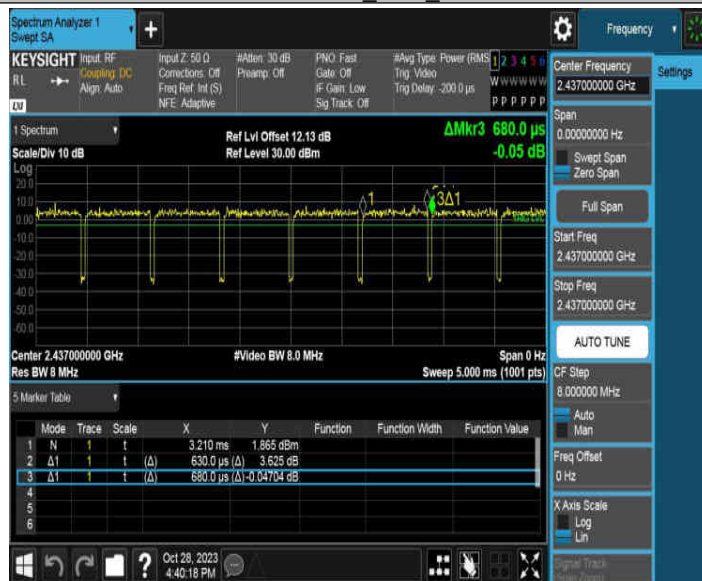 Spectrum Analyzer 1
Swept SA
+
Frequency
KEYSIGHT Input: RF
RL
Coupling: DC
Align: Auto
LXI
Input Z: 50 Ω
Corrections: Off
Freq Ref: Int (S)
NFE: Adaptive
#Atten: 30 dB
Preamp: Off
PNO: Fast
Gate: Off
IF Gain: Low
Sig Track: Off
#Avg Type: Power (RMS
Trig: Video
Trig Delay: -200.0 µs
1 2 3 4 5 6
W W W W W W
P P P P P P
Center Frequency
2.437000000 GHz
Settings
1 Spectrum
Scale/Div 10 dB
Ref Lvl Offset 12.13 dB
Ref Level 30.00 dBm
ΔMkr3 680.0 µs
-0.05 dB
Span
0.00000000 Hz
Swept Span
Zero Span
Log
20.0
10.0
0.00
-10.0
-20.0
-30.0
-40.0
-50.0
-60.0
1
3Δ1
TRIG LVL
Full Span
Start Freq
2.437000000 GHz
Stop Freq
2.437000000 GHz
AUTO TUNE
Center 2.437000000 GHz
Res BW 8 MHz
#Video BW 8.0 MHz
Span 0 Hz
Sweep 5.000 ms (1001 pts)
CF Step
8.000000 MHz
Auto
Man
5 Marker Table
Mode Trace Scale X Y Function Function Width Function Value
1 N 1 t 3.210 ms 1.865 dBm
2 Δ1 1 t (Δ) 630.0 µs (Δ) 3.625 dB
3 Δ1 1 t (Δ) 680.0 µs (Δ) -0.04704 dB
4
5
6
Freq Offset
0 Hz
X Axis Scale
Log
Lin
Signal Track
?
Oct 28, 2023
4:40:18 PM